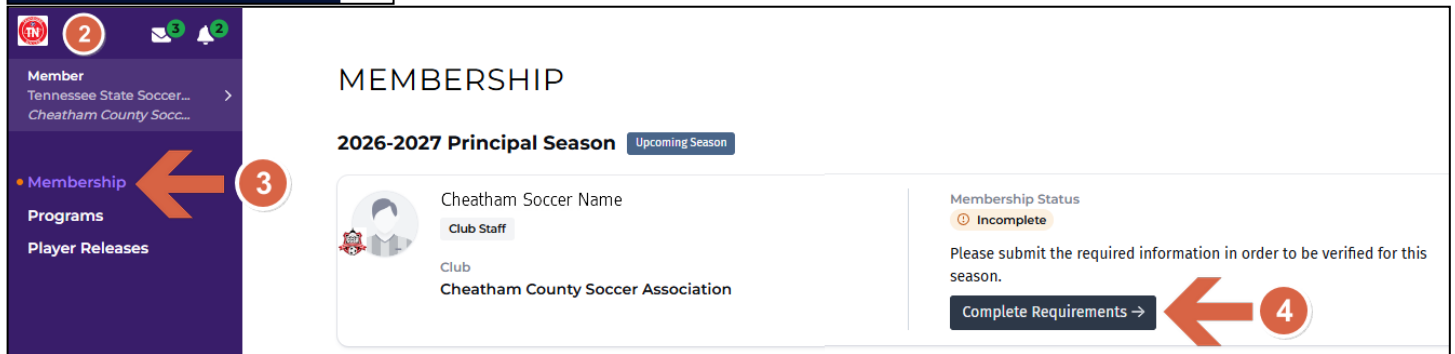 TN
2
3
2
Member
Tennessee State Soccer...
Cheatham County Socc...
Membership
3
Programs
Player Releases
MEMBERSHIP
2026-2027 Principal Season
Upcoming Season
Cheatham Soccer Name
Club Staff
Club
Cheatham County Soccer Association
Membership Status
Incomplete
Please submit the required information in order to be verified for this
season.
Complete Requirements →
4